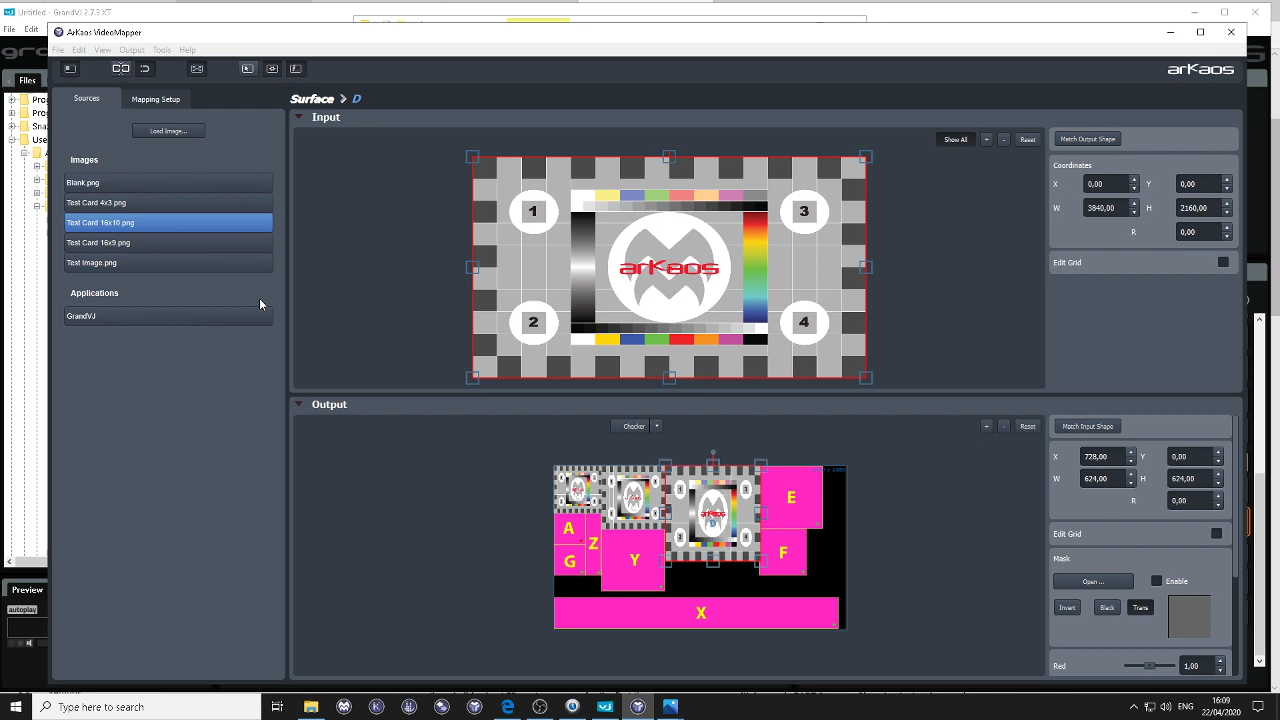 Untitled - GrandVJ 2.7.3 XT
File Edit
ArKaos VideoMapper
File Edit View Output Tools Help
arKaos
Files
Sources
Mapping Setup
Surface > D
Load Image...
Input
Show All + - Reset
Match Output Shape
Images
Blank.png
Test Card 4x3.png
Test Card 16x10.png
Test Card 16x9.png
Test Image.png
Applications
GrandVJ
1
3
arKaos
2
4
Coordinates
X 0,00 Y 0,00
W 3840,00 H 2160,00
R 0,00
Edit Grid
Output
Checker
+ - Reset
Match Input Shape
X 728,00 Y 0,00
W 624,00 H 624,00
R 0,00
Edit Grid
Mask
Open ... Enable
Invert Black Trans
Red 1,00
D
E
A
Z
G
Y
F
X
Preview
autoplay
Type here to search
ENG
16:09
22/04/2020